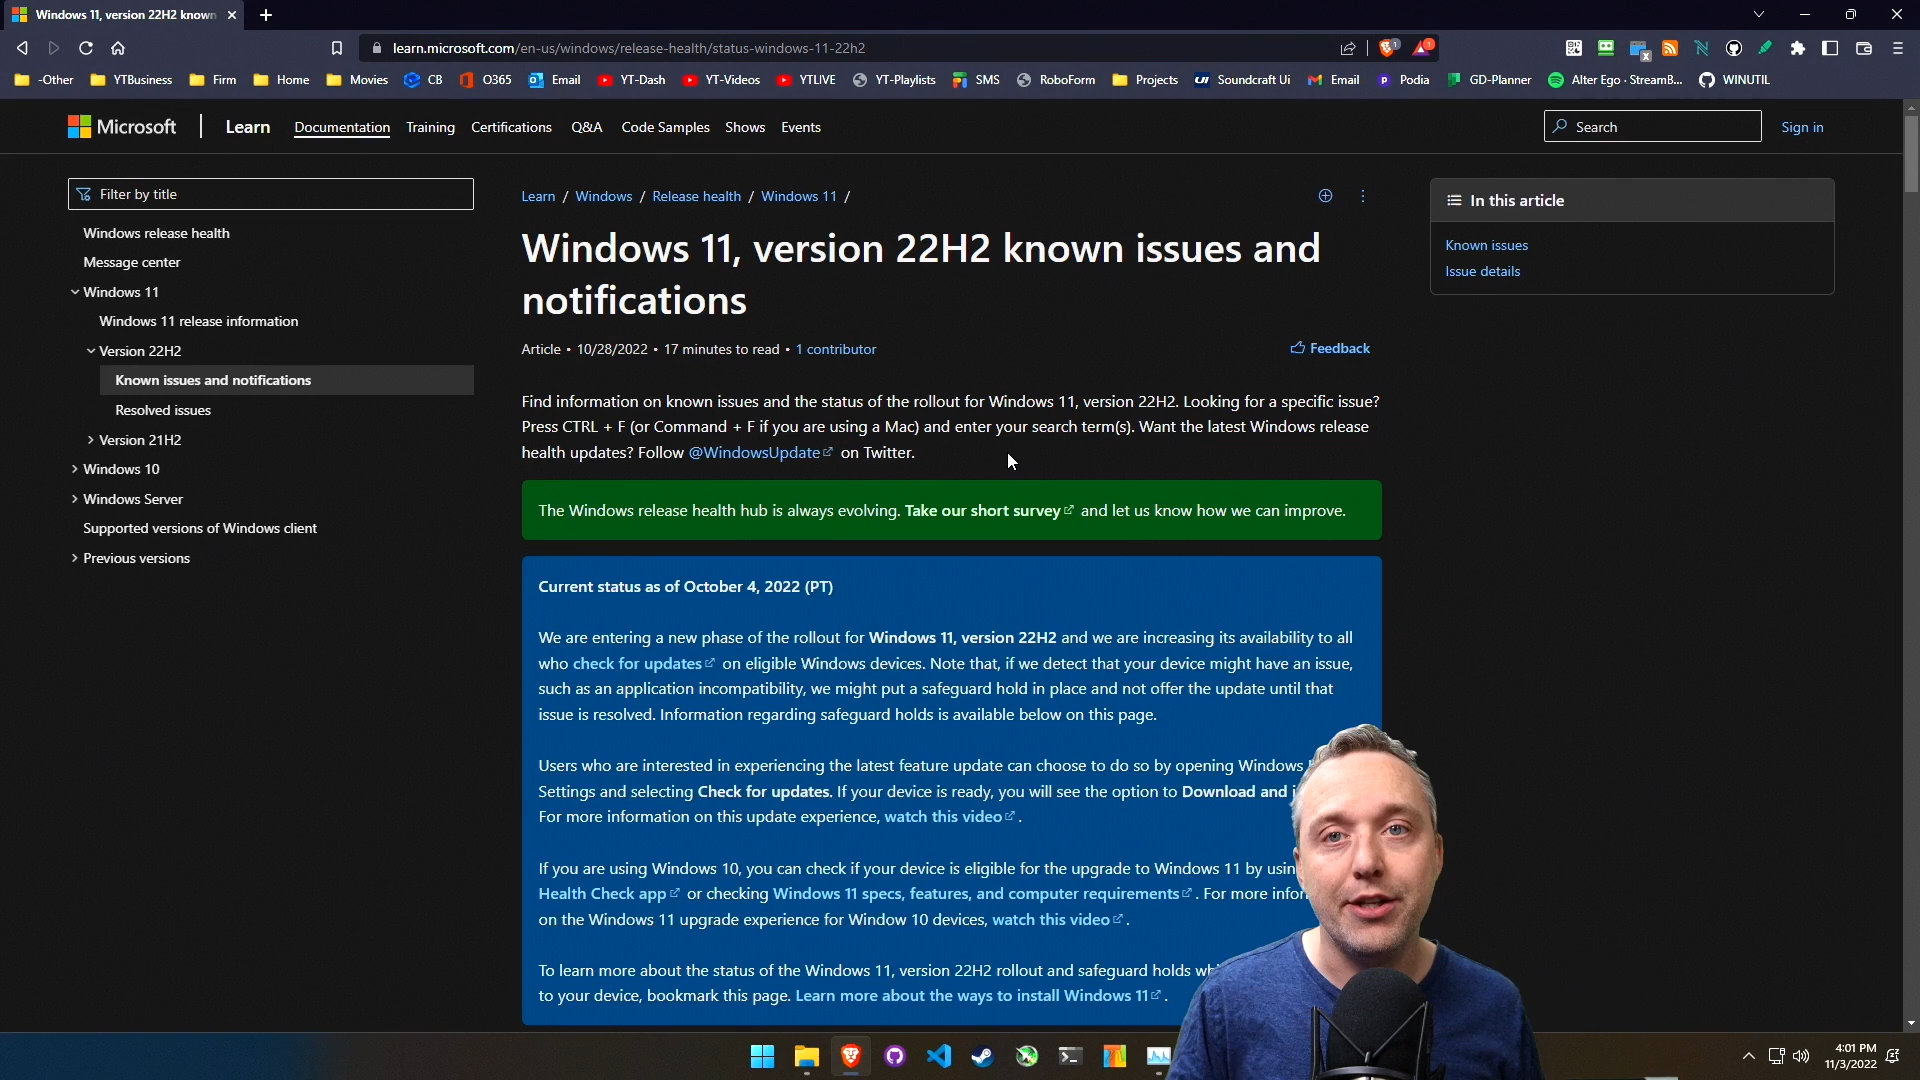 Windows 11, version 22H2 known
learn.microsoft.com/en-us/windows/release-health/status-windows-11-22h2
-Other
YTBusiness
Firm
Home
Movies
CB
O365
Email
YT-Dash
YT-Videos
YTLIVE
YT-Playlists
SMS
RoboForm
Projects
Soundcraft Ui
Email
Podia
GD-Planner
Alter Ego · StreamB...
WINUTIL
Microsoft
Learn
Documentation
Training
Certifications
Q&A
Code Samples
Shows
Events
Search
Sign in
Filter by title
Windows release health
Message center
Windows 11
Windows 11 release information
Version 22H2
Known issues and notifications
Resolved issues
Version 21H2
Windows 10
Windows Server
Supported versions of Windows client
Previous versions
Learn / Windows / Release health / Windows 11 /
Windows 11, version 22H2 known issues and
notifications
Article • 10/28/2022 • 17 minutes to read • 1 contributor
Feedback
Find information on known issues and the status of the rollout for Windows 11, version 22H2. Looking for a specific issue?
Press CTRL + F (or Command + F if you are using a Mac) and enter your search term(s). Want the latest Windows release
health updates? Follow @WindowsUpdate on Twitter.
The Windows release health hub is always evolving. Take our short survey and let us know how we can improve.
Current status as of October 4, 2022 (PT)
We are entering a new phase of the rollout for Windows 11, version 22H2 and we are increasing its availability to all
who check for updates on eligible Windows devices. Note that, if we detect that your device might have an issue,
such as an application incompatibility, we might put a safeguard hold in place and not offer the update until that
issue is resolved. Information regarding safeguard holds is available below on this page.
Users who are interested in experiencing the latest feature update can choose to do so by opening Windows
Settings and selecting Check for updates. If your device is ready, you will see the option to Download and
For more information on this update experience, watch this video.
If you are using Windows 10, you can check if your device is eligible for the upgrade to Windows 11 by
Health Check app or checking Windows 11 specs, features, and computer requirements. For more
on the Windows 11 upgrade experience for Window 10 devices, watch this video.
To learn more about the status of the Windows 11, version 22H2 rollout and safeguard holds
to your device, bookmark this page. Learn more about the ways to install Windows 11.
In this article
Known issues
Issue details
4:01 PM
11/3/2022